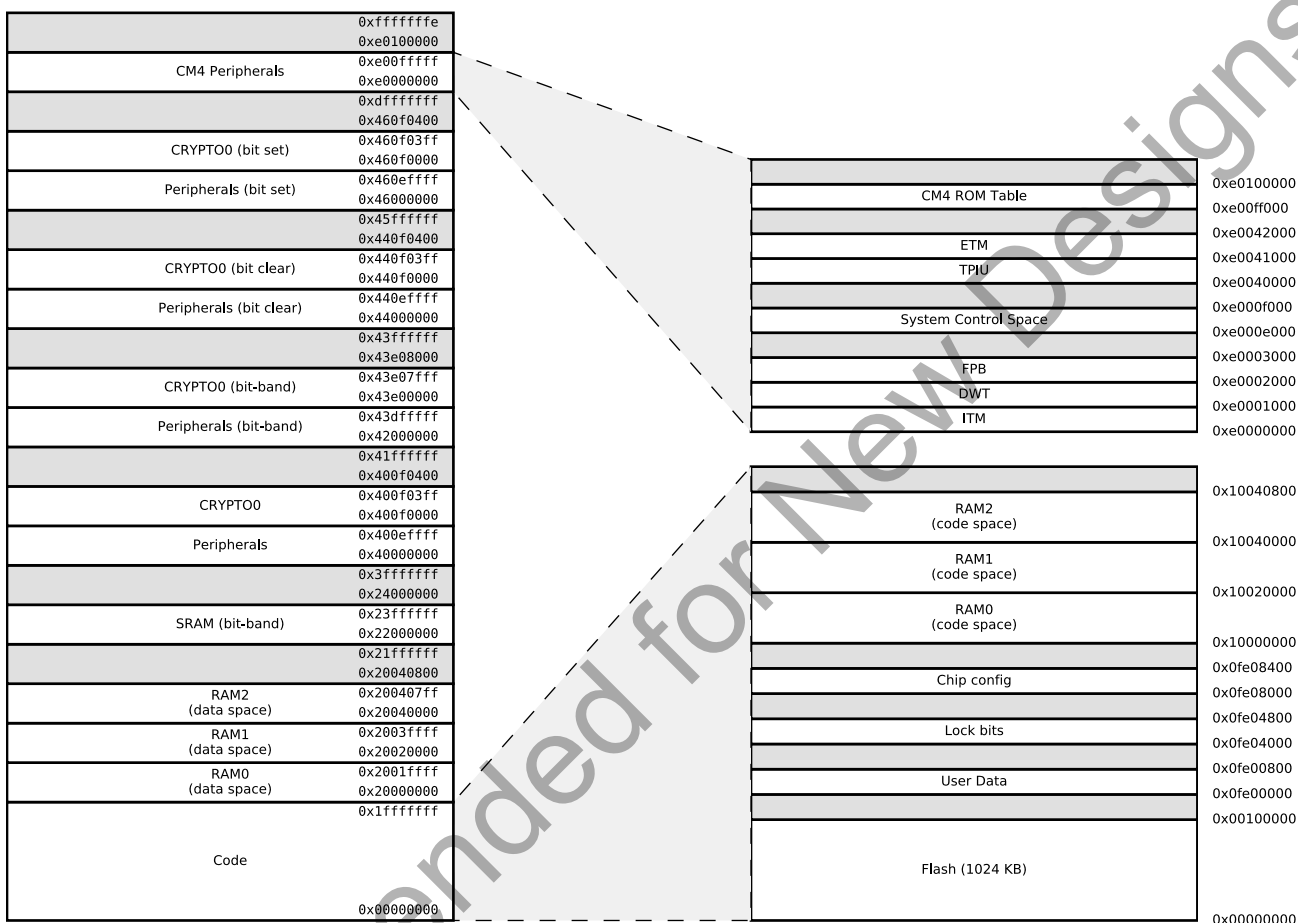 0xfffffffe
0xe0100000
CM4 Peripherals
0xe00fffff
0xe0000000
0xdfffffff
0x460f0400
CRYPTO0 (bit set)
0x460f03ff
0x460f0000
Peripherals (bit set)
0x460effff
0x46000000
0x45ffffff
0x440f0400
CRYPTO0 (bit clear)
0x440f03ff
0x440f0000
Peripherals (bit clear)
0x440effff
0x44000000
0x43ffffff
0x43e08000
CRYPTO0 (bit-band)
0x43e07fff
0x43e00000
Peripherals (bit-band)
0x43dfffff
0x42000000
0x41ffffff
0x400f0400
CRYPTO0
0x400f03ff
0x400f0000
Peripherals
0x400effff
0x40000000
0x3fffffff
0x24000000
SRAM (bit-band)
0x23ffffff
0x22000000
0x21ffffff
0x20040800
RAM2
(data space)
0x200407ff
0x20040000
RAM1
(data space)
0x2003ffff
0x20020000
RAM0
(data space)
0x2001ffff
0x20000000
0x1fffffff
Code
0x00000000
0xe0100000
CM4 ROM Table
0xe00ff000
0xe0042000
ETM
0xe0041000
TPIU
0xe0040000
0xe000f000
System Control Space
0xe000e000
0xe0003000
FPB
0xe0002000
DWT
0xe0001000
ITM
0xe0000000
0x10040800
RAM2
(code space)
0x10040000
RAM1
(code space)
0x10020000
RAM0
(code space)
0x10000000
0x0fe08400
Chip config
0x0fe08000
0x0fe04800
Lock bits
0x0fe04000
0x0fe00800
User Data
0x0fe00000
0x00100000
Flash (1024 KB)
0x00000000
ended for New Designs